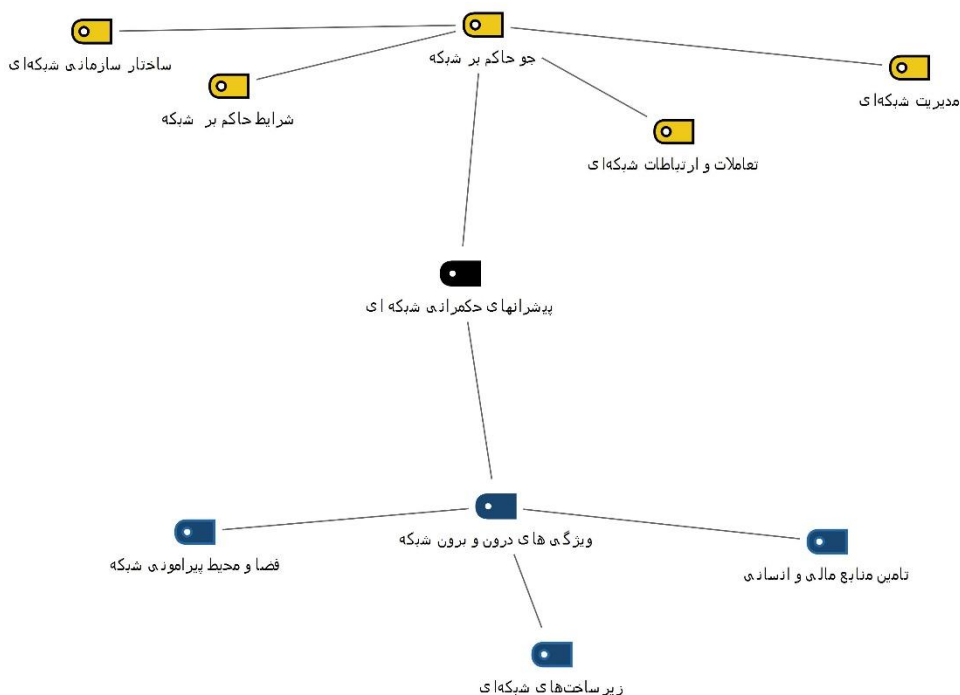 جو حاکم بر شبکه
ساختار سازمانی شبکه‌ای
مدیریت شبکه‌ای
شرایط حاکم بر شبکه
تعاملات و ارتباطات شبکه‌ای
پیشرانهای حکمرانی شبکه ای
ویژگی های درون و برون شبکه
فضا و محیط پیرامونی شبکه
تامین منابع مالی و انسانی
زیرساخت‌های شبکه‌ای